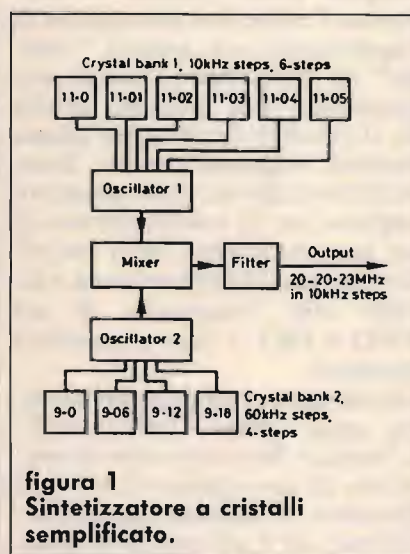 Crystal bank 1, 10kHz steps, 6-steps
11·0 11·01 11·02 11·03 11·04 11·05
Oscillator 1
Mixer
Filter
Output
20-20·23MHz
in 10kHz steps
Oscillator 2
9·0 9·06 9·12 9·18
Crystal bank 2,
60kHz steps,
4-steps
figura 1
Sintetizzatore a cristalli
semplificato.